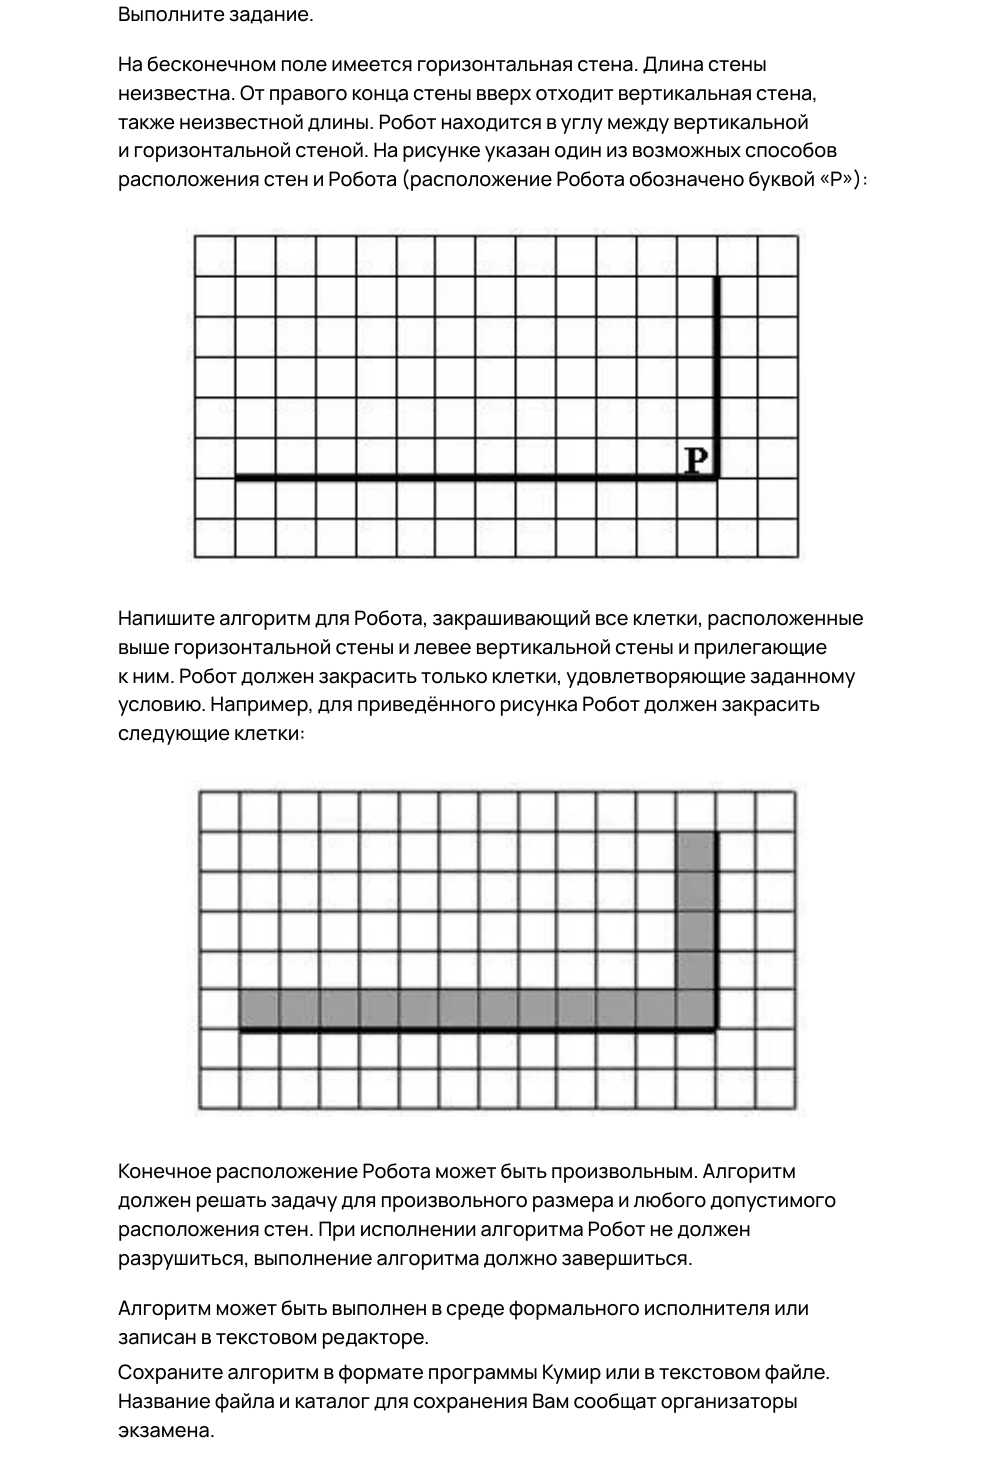 Выполните задание.
На бесконечном поле имеется горизонтальная стена. Длина стены
неизвестна. От правого конца стены вверх отходит вертикальная стена,
также неизвестной длины. Робот находится в углу между вертикальной
и горизонтальной стеной. На рисунке указан один из возможных способов
расположения стен и Робота (расположение Робота обозначено буквой «Р»):
Р
Напишите алгоритм для Робота, закрашивающий все клетки, расположенные
выше горизонтальной стены и левее вертикальной стены и прилегающие
к ним. Робот должен закрасить только клетки, удовлетворяющие заданному
условию. Например, для приведённого рисунка Робот должен закрасить
следующие клетки:
Конечное расположение Робота может быть произвольным. Алгоритм
должен решать задачу для произвольного размера и любого допустимого
расположения стен. При исполнении алгоритма Робот не должен
разрушиться, выполнение алгоритма должно завершиться.
Алгоритм может быть выполнен в среде формального исполнителя или
записан в текстовом редакторе.
Сохраните алгоритм в формате программы Кумир или в текстовом файле.
Название файла и каталог для сохранения Вам сообщат организаторы
экзамена.